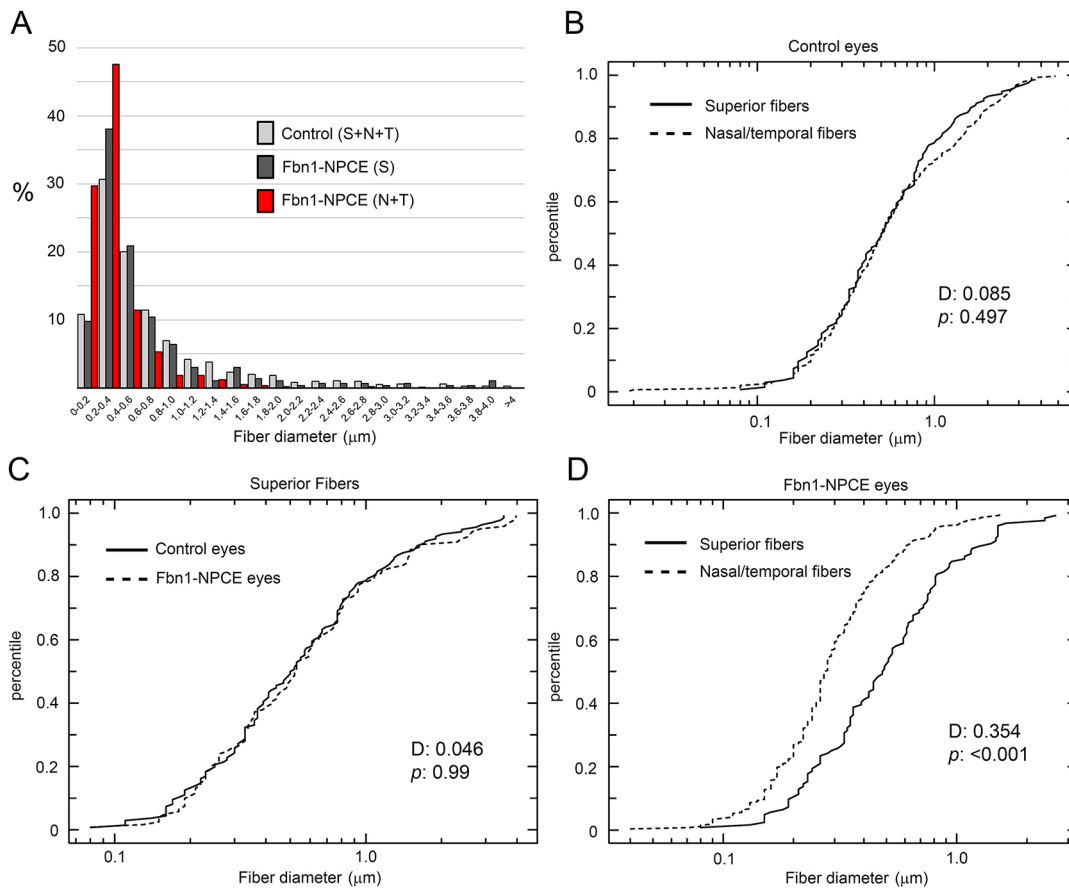 A
50
40
30
20
10
%
Control (S+N+T)
Fbn1-NPCE (S)
Fbn1-NPCE (N+T)
0-0.2
0.2-0.4
0.4-0.6
0.6-0.8
0.8-1.0
1.0-1.2
1.2-1.4
1.4-1.6
1.6-1.8
1.8-2.0
2.0-2.2
2.2-2.4
2.4-2.6
2.6-2.8
2.8-3.0
3.0-3.2
3.2-3.4
3.4-3.6
3.6-3.8
3.8-4.0
>4
Fiber diameter (μm)
B
Control eyes
1.0
0.8
0.6
0.4
0.2
0
percentile
Superior fibers
Nasal/temporal fibers
D: 0.085
p: 0.497
0.1
1.0
Fiber diameter (μm)
C
Superior Fibers
1.0
0.8
0.6
0.4
0.2
0
percentile
Control eyes
Fbn1-NPCE eyes
D: 0.046
p: 0.99
0.1
1.0
Fiber diameter (μm)
D
Fbn1-NPCE eyes
1.0
0.8
0.6
0.4
0.2
0
percentile
Superior fibers
Nasal/temporal fibers
D: 0.354
p: <0.001
0.1
1.0
Fiber diameter (μm)